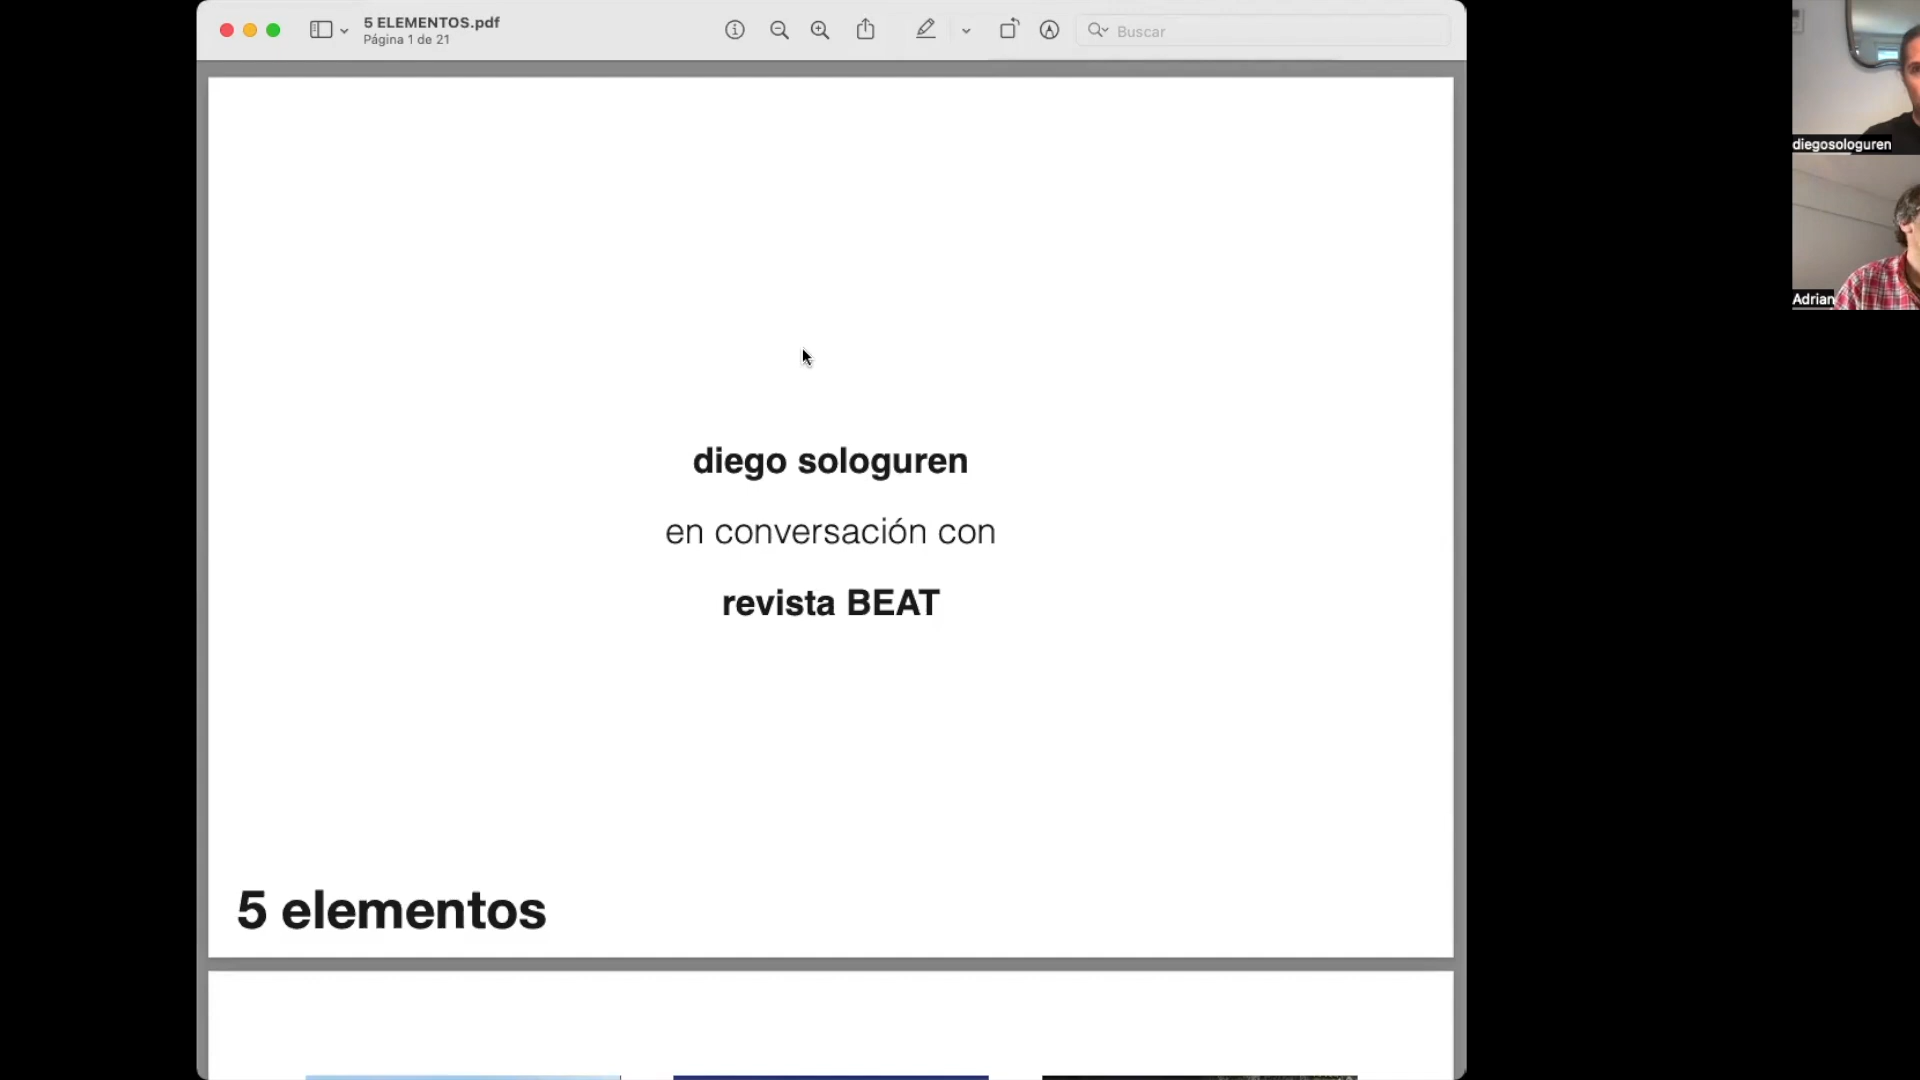 5 ELEMENTOS.pdf
Página 1 de 21
Buscar
diegosologuren
Adrian
diego sologuren
en conversación con
revista BEAT
5 elementos